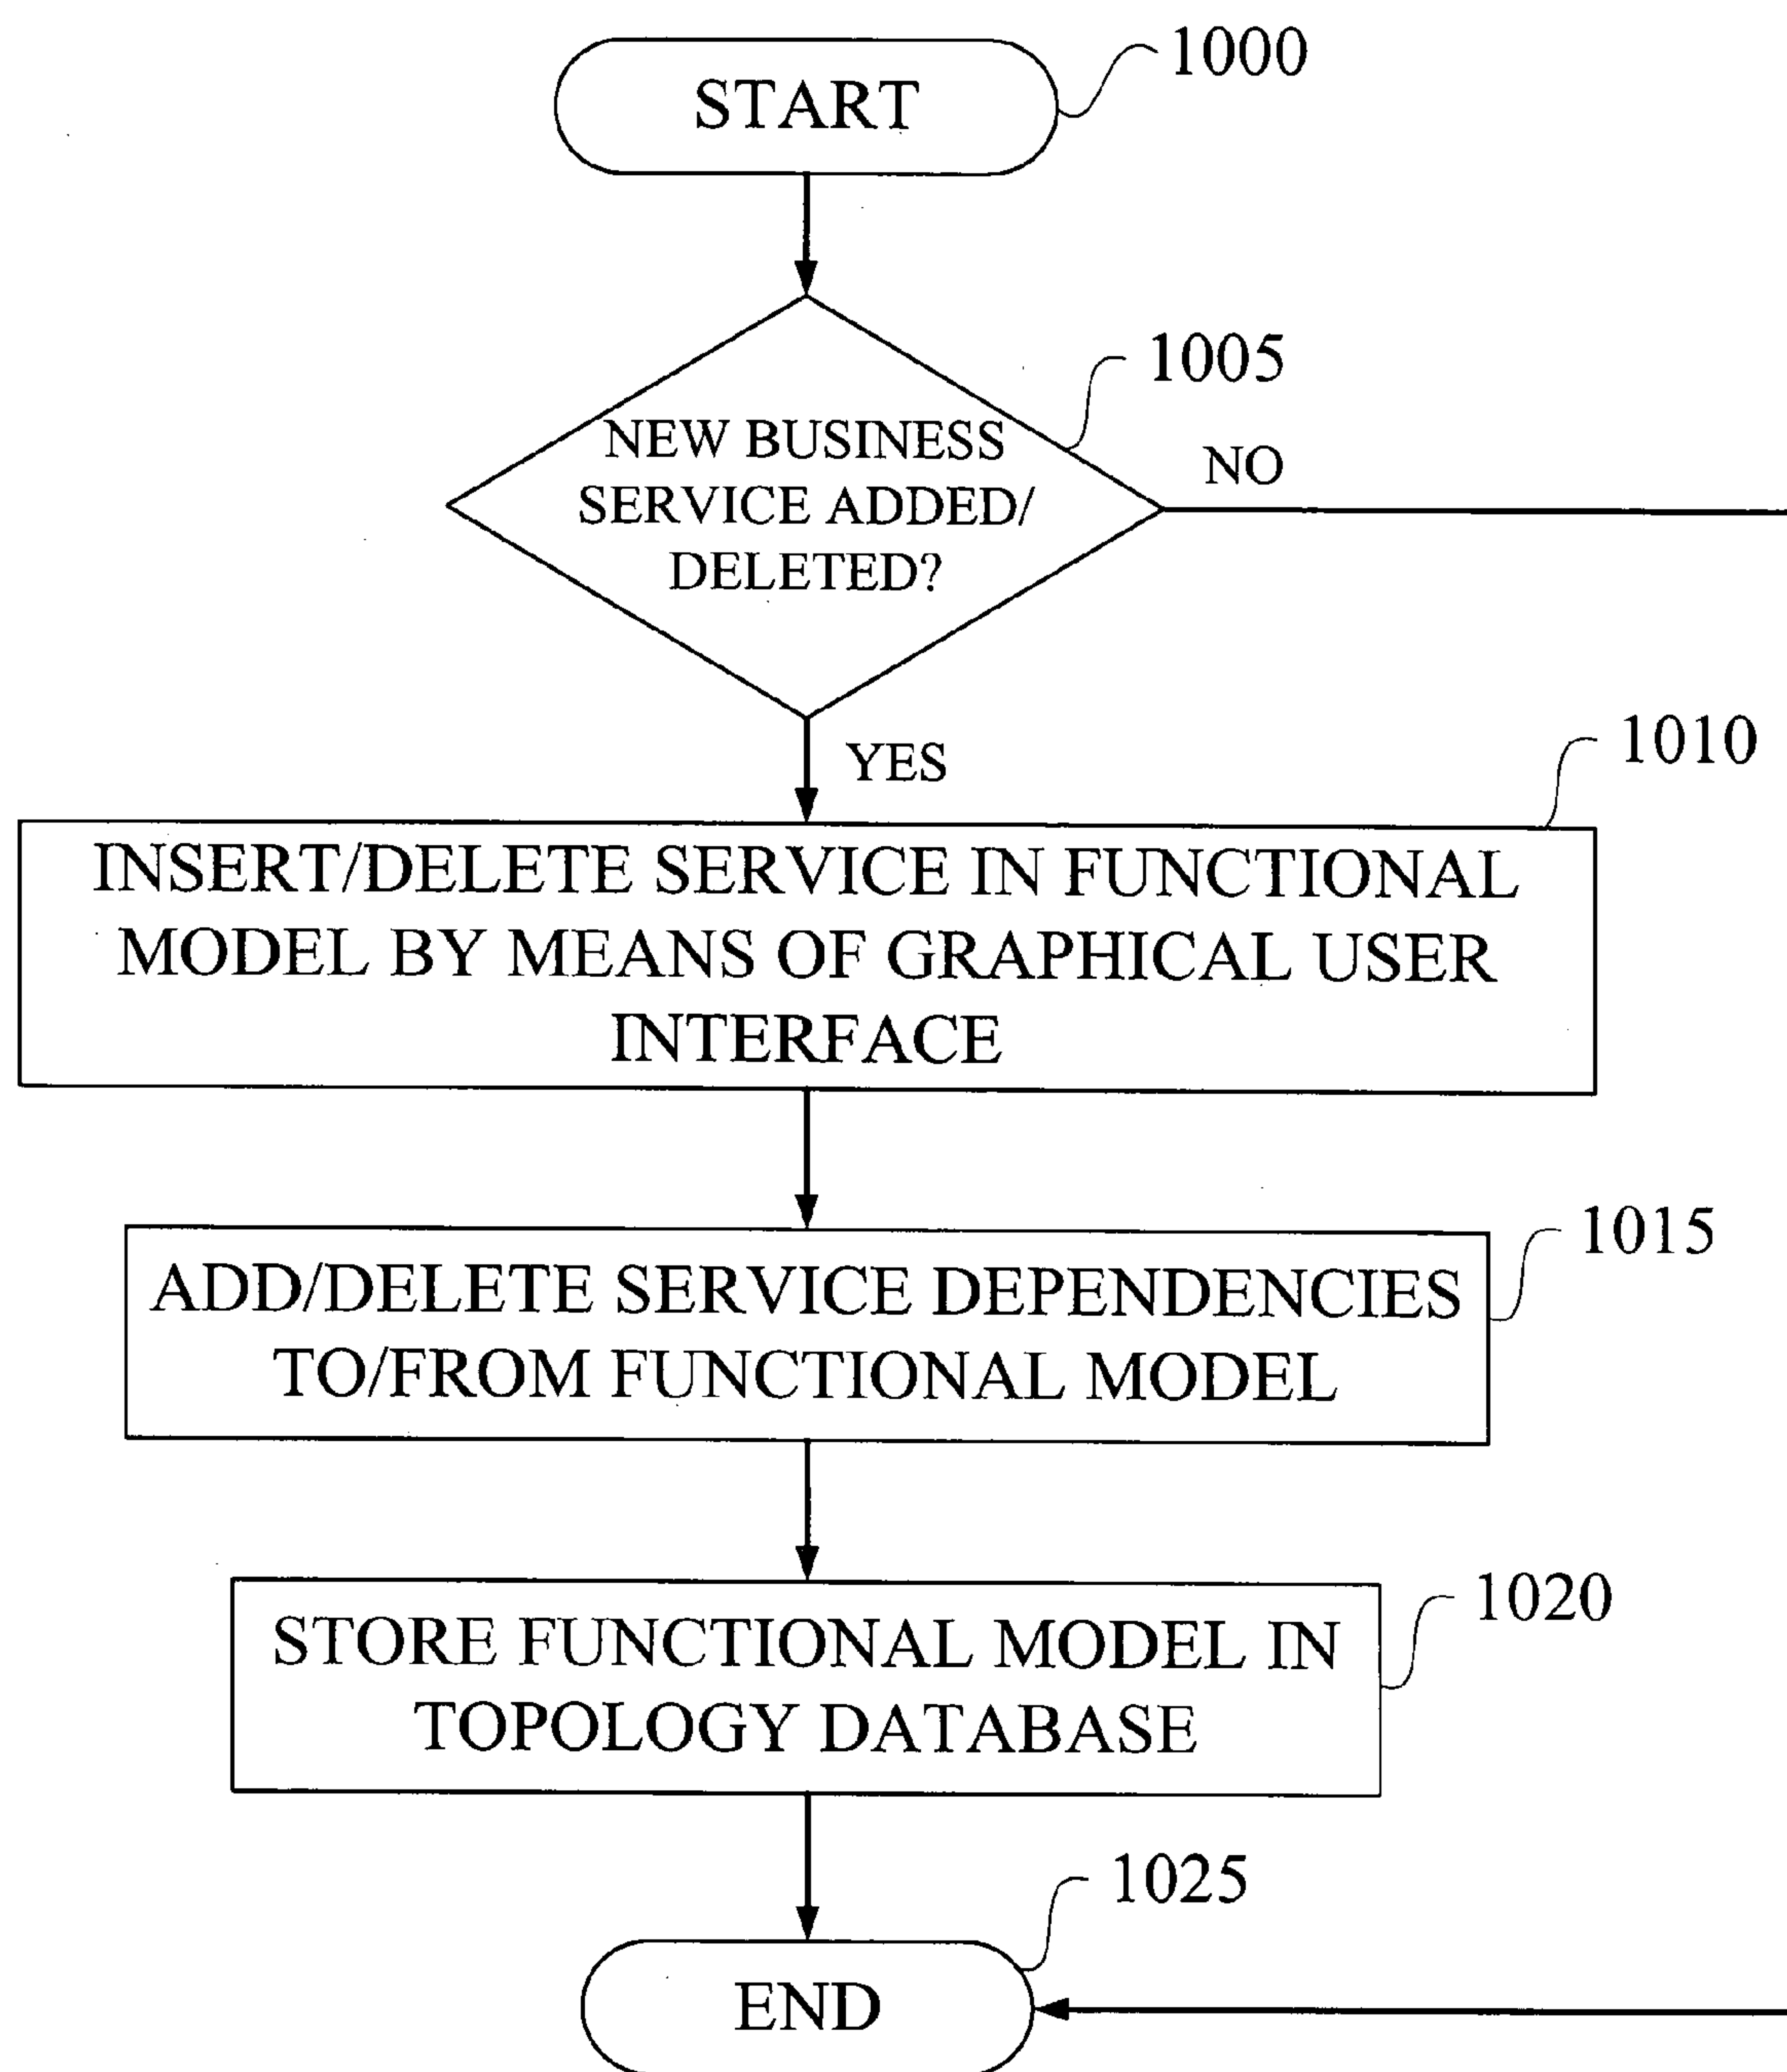 START
1000
NEW BUSINESS
SERVICE ADDED/
DELETED?
1005
NO
YES
1010
INSERT/DELETE SERVICE IN FUNCTIONAL
MODEL BY MEANS OF GRAPHICAL USER
INTERFACE
1015
ADD/DELETE SERVICE DEPENDENCIES
TO/FROM FUNCTIONAL MODEL
1020
STORE FUNCTIONAL MODEL IN
TOPOLOGY DATABASE
1025
END